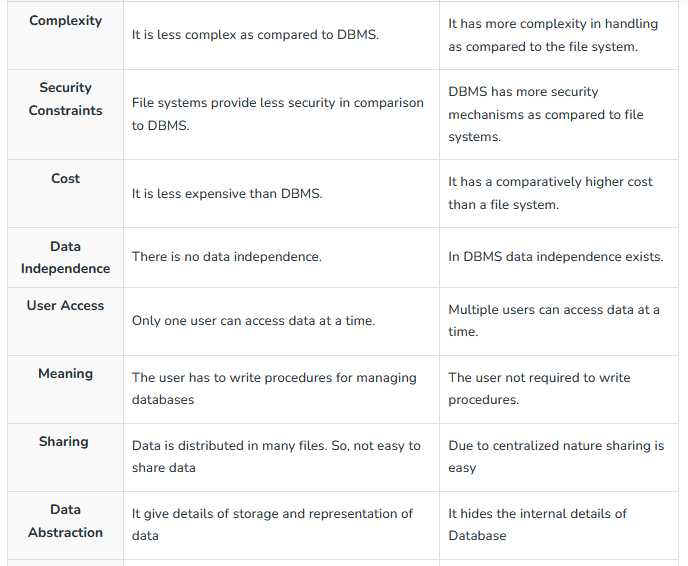 Complexity
It is less complex as compared to DBMS.
It has more complexity in handling
as compared to the file system.
Security
Constraints
File systems provide less security in comparison
to DBMS.
DBMS has more security
mechanisms as compared to file
systems.
Cost
It is less expensive than DBMS.
It has a comparatively higher cost
than a file system.
Data
Independence
There is no data independence.
In DBMS data independence exists.
User Access
Only one user can access data at a time.
Multiple users can access data at a
time.
Meaning
The user has to write procedures for managing
databases
The user not required to write
procedures.
Sharing
Data is distributed in many files. So, not easy to
share data
Due to centralized nature sharing is
easy
Data
Abstraction
It give details of storage and representation of
data
It hides the internal details of
Database